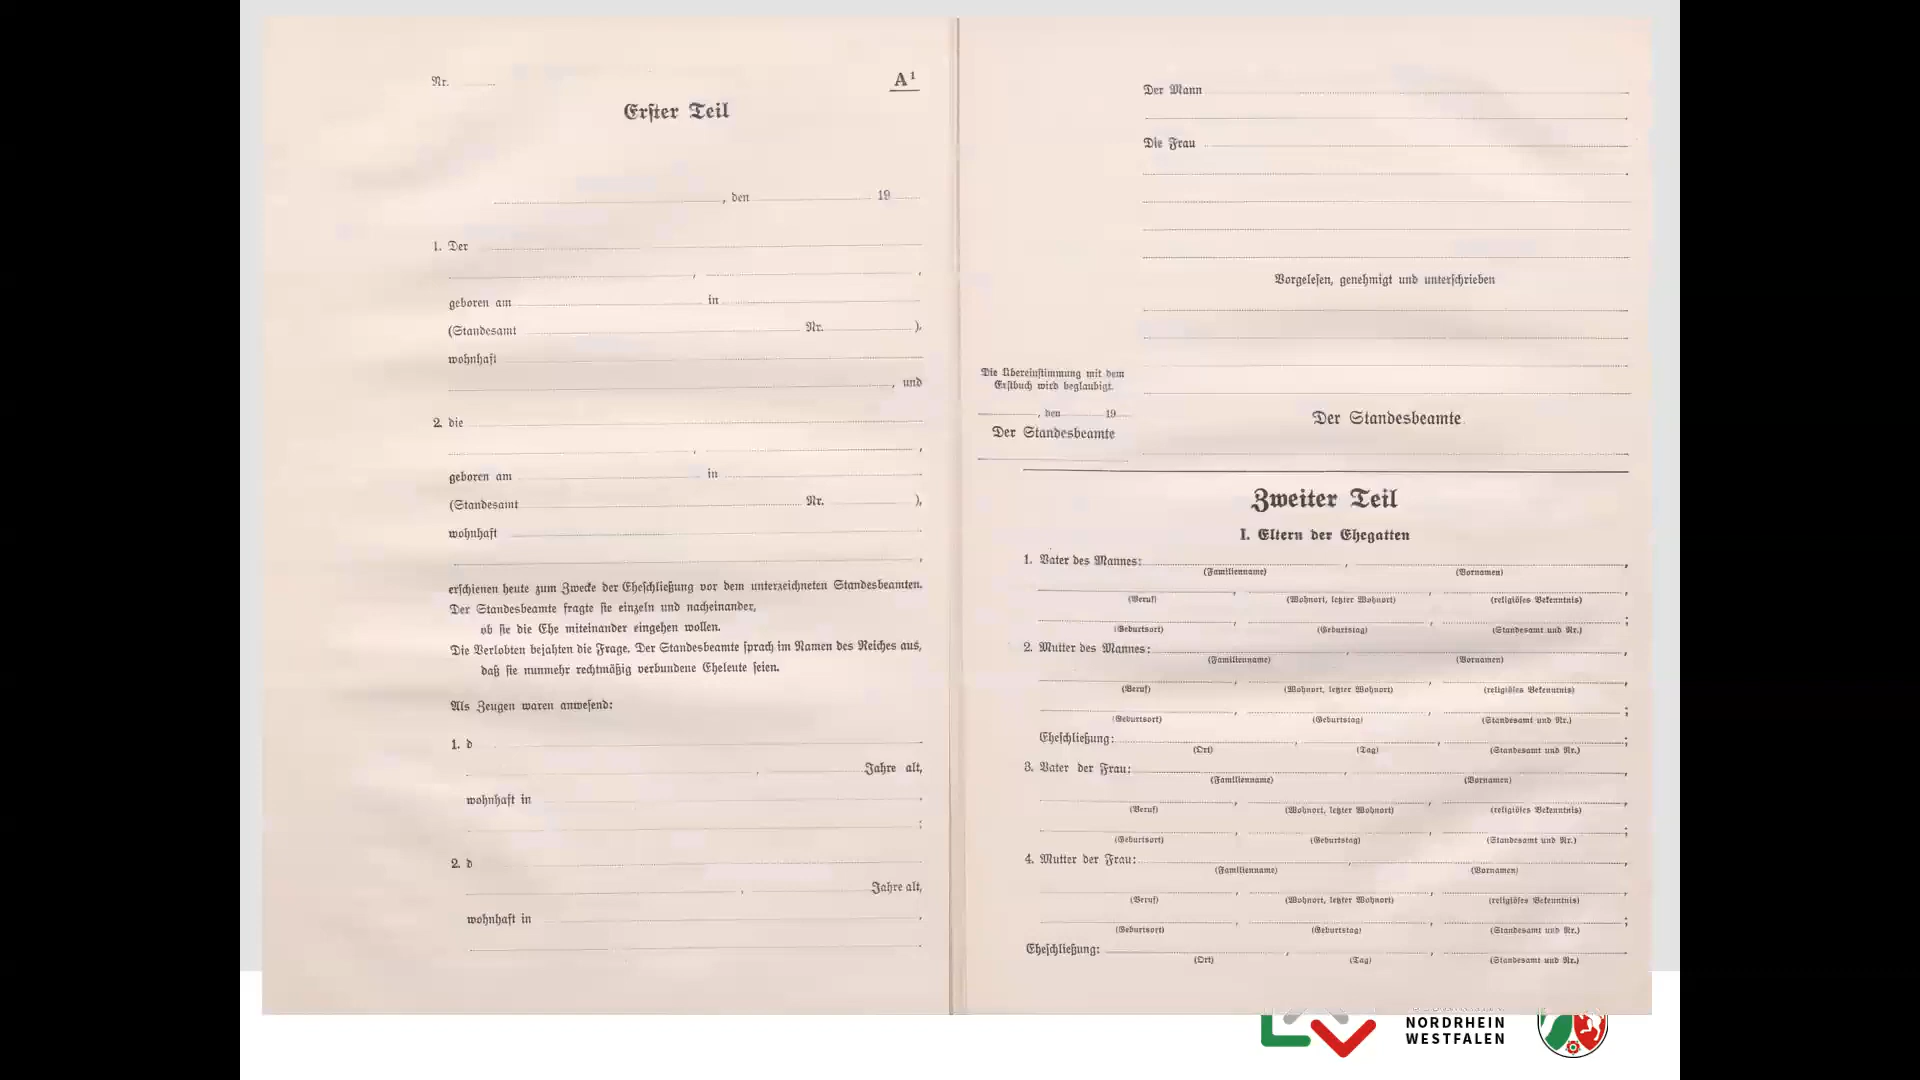 Nr.
A¹
Erster Teil
, den 19
1. Der
, ,
geboren am in
(Standesamt Nr. ),
wohnhaft
, und
2. die
, ,
geboren am in
(Standesamt Nr. ),
wohnhaft
,
erschienen heute zum Zwecke der Eheschließung vor dem unterzeichneten Standesbeamten.
Der Standesbeamte fragte sie einzeln und nacheinander,
ob sie die Ehe miteinander eingehen wollen.
Die Verlobten bejahten die Frage. Der Standesbeamte sprach im Namen des Reiches aus,
daß sie nunmehr rechtmäßig verbundene Eheleute seien.
Als Zeugen waren anwesend:
1. d
, Jahre alt,
wohnhaft in ,
;
2. d
, Jahre alt,
wohnhaft in ,
.
Der Mann
Die Frau
Vorgelesen, genehmigt und unterschrieben
Die Übereinstimmung mit dem
Erstbuch wird beglaubigt.
, den 19
Der Standesbeamte
Der Standesbeamte
Zweiter Teil
I. Eltern der Ehegatten
1. Vater des Mannes: , ,
(Familienname) (Vornamen)
, , ,
(Beruf) (Wohnort, letzter Wohnort) (religiöses Bekenntnis)
, , ;
(Geburtsort) (Geburtstag) (Standesamt und Nr.)
2. Mutter des Mannes: , ,
(Familienname) (Vornamen)
, , ,
(Beruf) (Wohnort, letzter Wohnort) (religiöses Bekenntnis)
, , ;
(Geburtsort) (Geburtstag) (Standesamt und Nr.)
Eheschließung: , , ;
(Ort) (Tag) (Standesamt und Nr.)
3. Vater der Frau: , ,
(Familienname) (Vornamen)
, , ,
(Beruf) (Wohnort, letzter Wohnort) (religiöses Bekenntnis)
, , ;
(Geburtsort) (Geburtstag) (Standesamt und Nr.)
4. Mutter der Frau: , ,
(Familienname) (Vornamen)
, , ,
(Beruf) (Wohnort, letzter Wohnort) (religiöses Bekenntnis)
, , ;
(Geburtsort) (Geburtstag) (Standesamt und Nr.)
Eheschließung: , , .
(Ort) (Tag) (Standesamt und Nr.)
NORDRHEIN
WESTFALEN